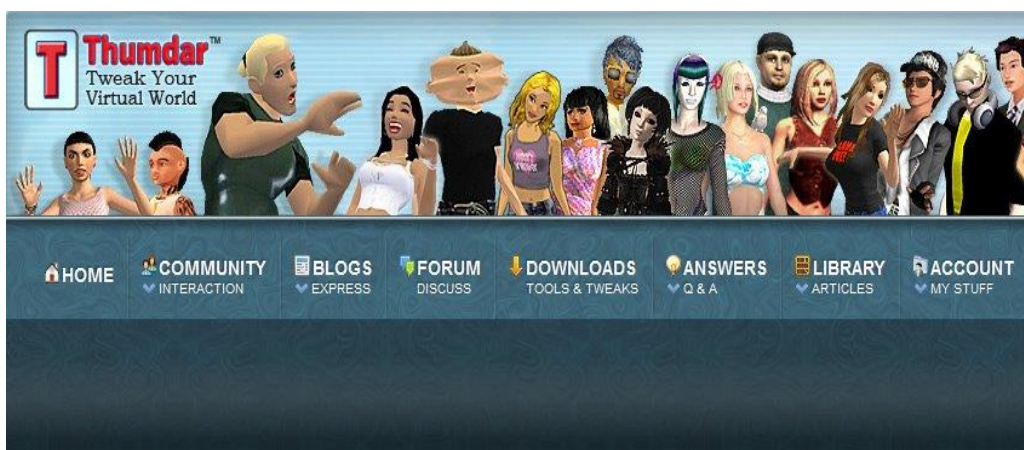 T
Thumdar™
Tweak Your
Virtual World
HOME
COMMUNITY
INTERACTION
BLOGS
EXPRESS
FORUM
DISCUSS
DOWNLOADS
TOOLS & TWEAKS
ANSWERS
Q & A
LIBRARY
ARTICLES
ACCOUNT
MY STUFF